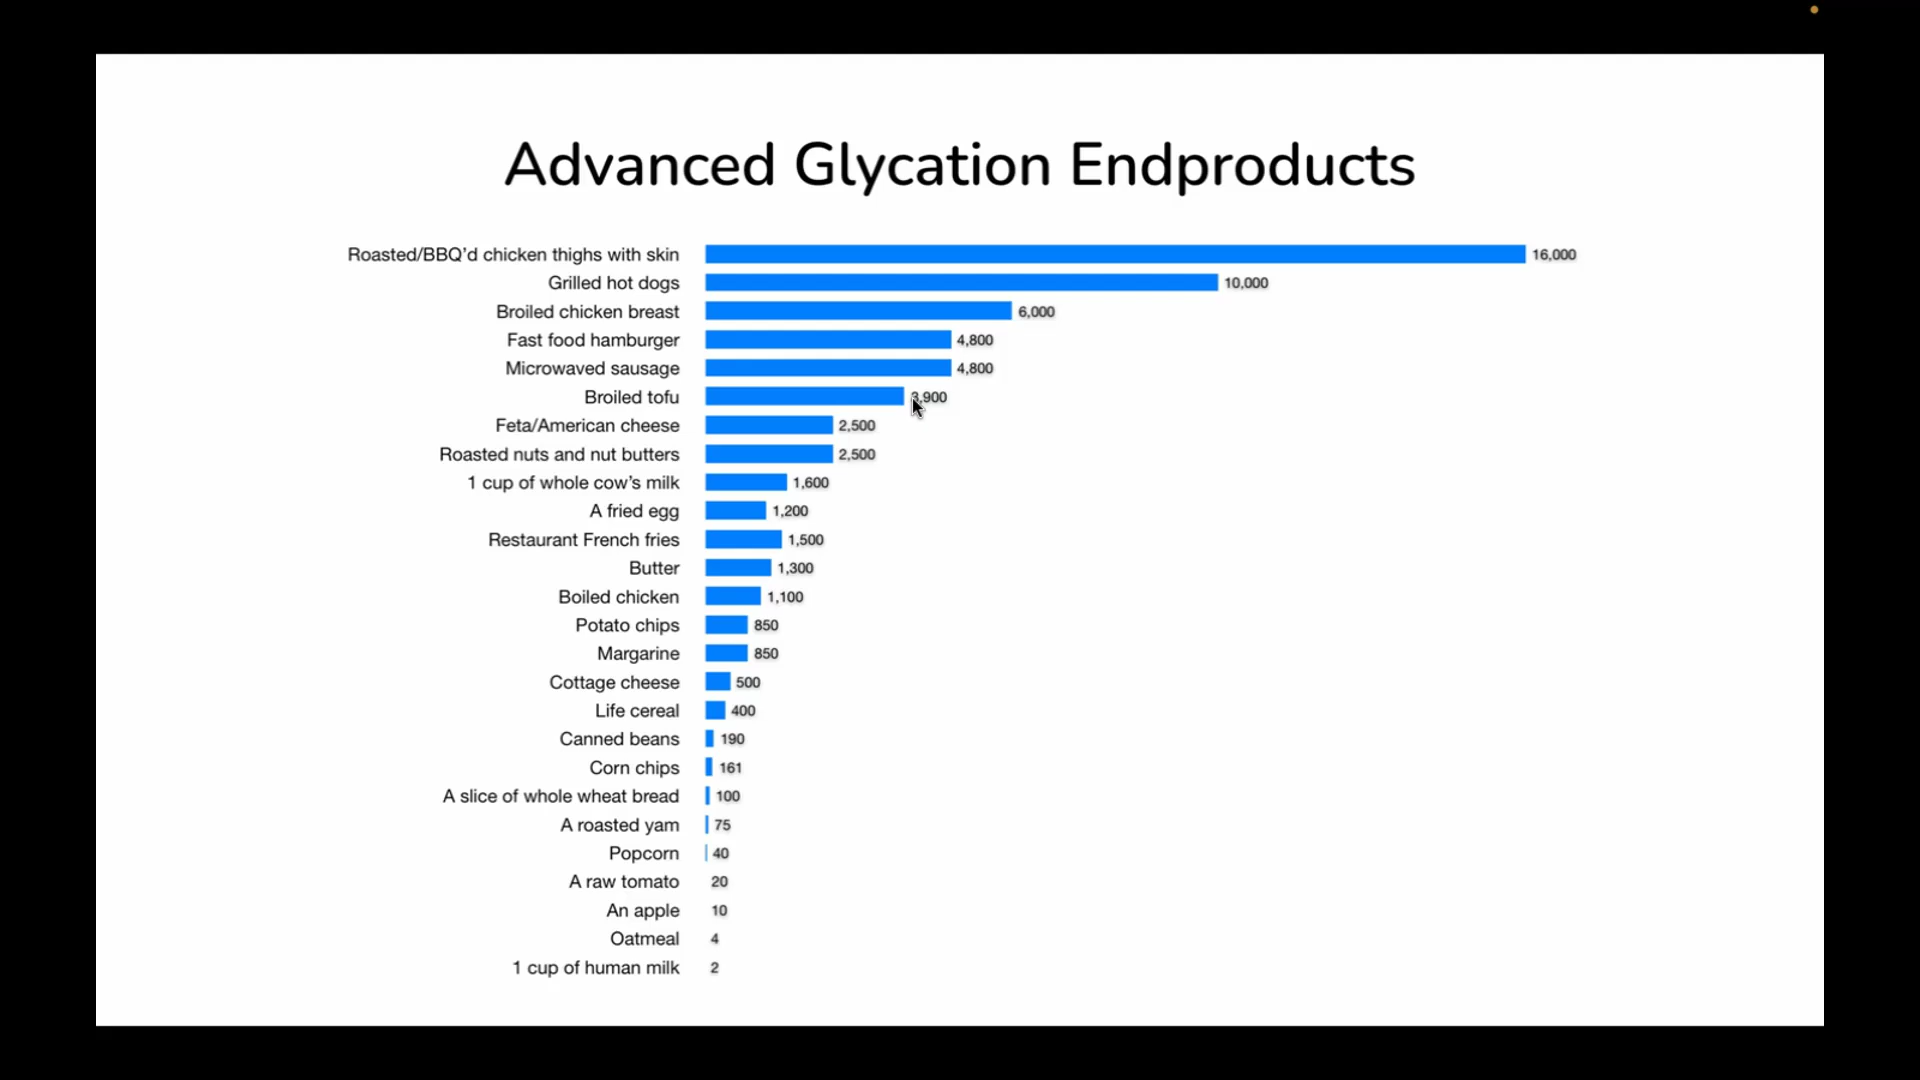 Advanced Glycation Endproducts
Roasted/BBQ'd chicken thighs with skin 16,000
Grilled hot dogs 10,000
Broiled chicken breast 6,000
Fast food hamburger 4,800
Microwaved sausage 4,800
Broiled tofu 3,900
Feta/American cheese 2,500
Roasted nuts and nut butters 2,500
1 cup of whole cow's milk 1,600
A fried egg 1,200
Restaurant French fries 1,500
Butter 1,300
Boiled chicken 1,100
Potato chips 850
Margarine 850
Cottage cheese 500
Life cereal 400
Canned beans 190
Corn chips 161
A slice of whole wheat bread 100
A roasted yam 75
Popcorn 40
A raw tomato 20
An apple 10
Oatmeal 4
1 cup of human milk 2